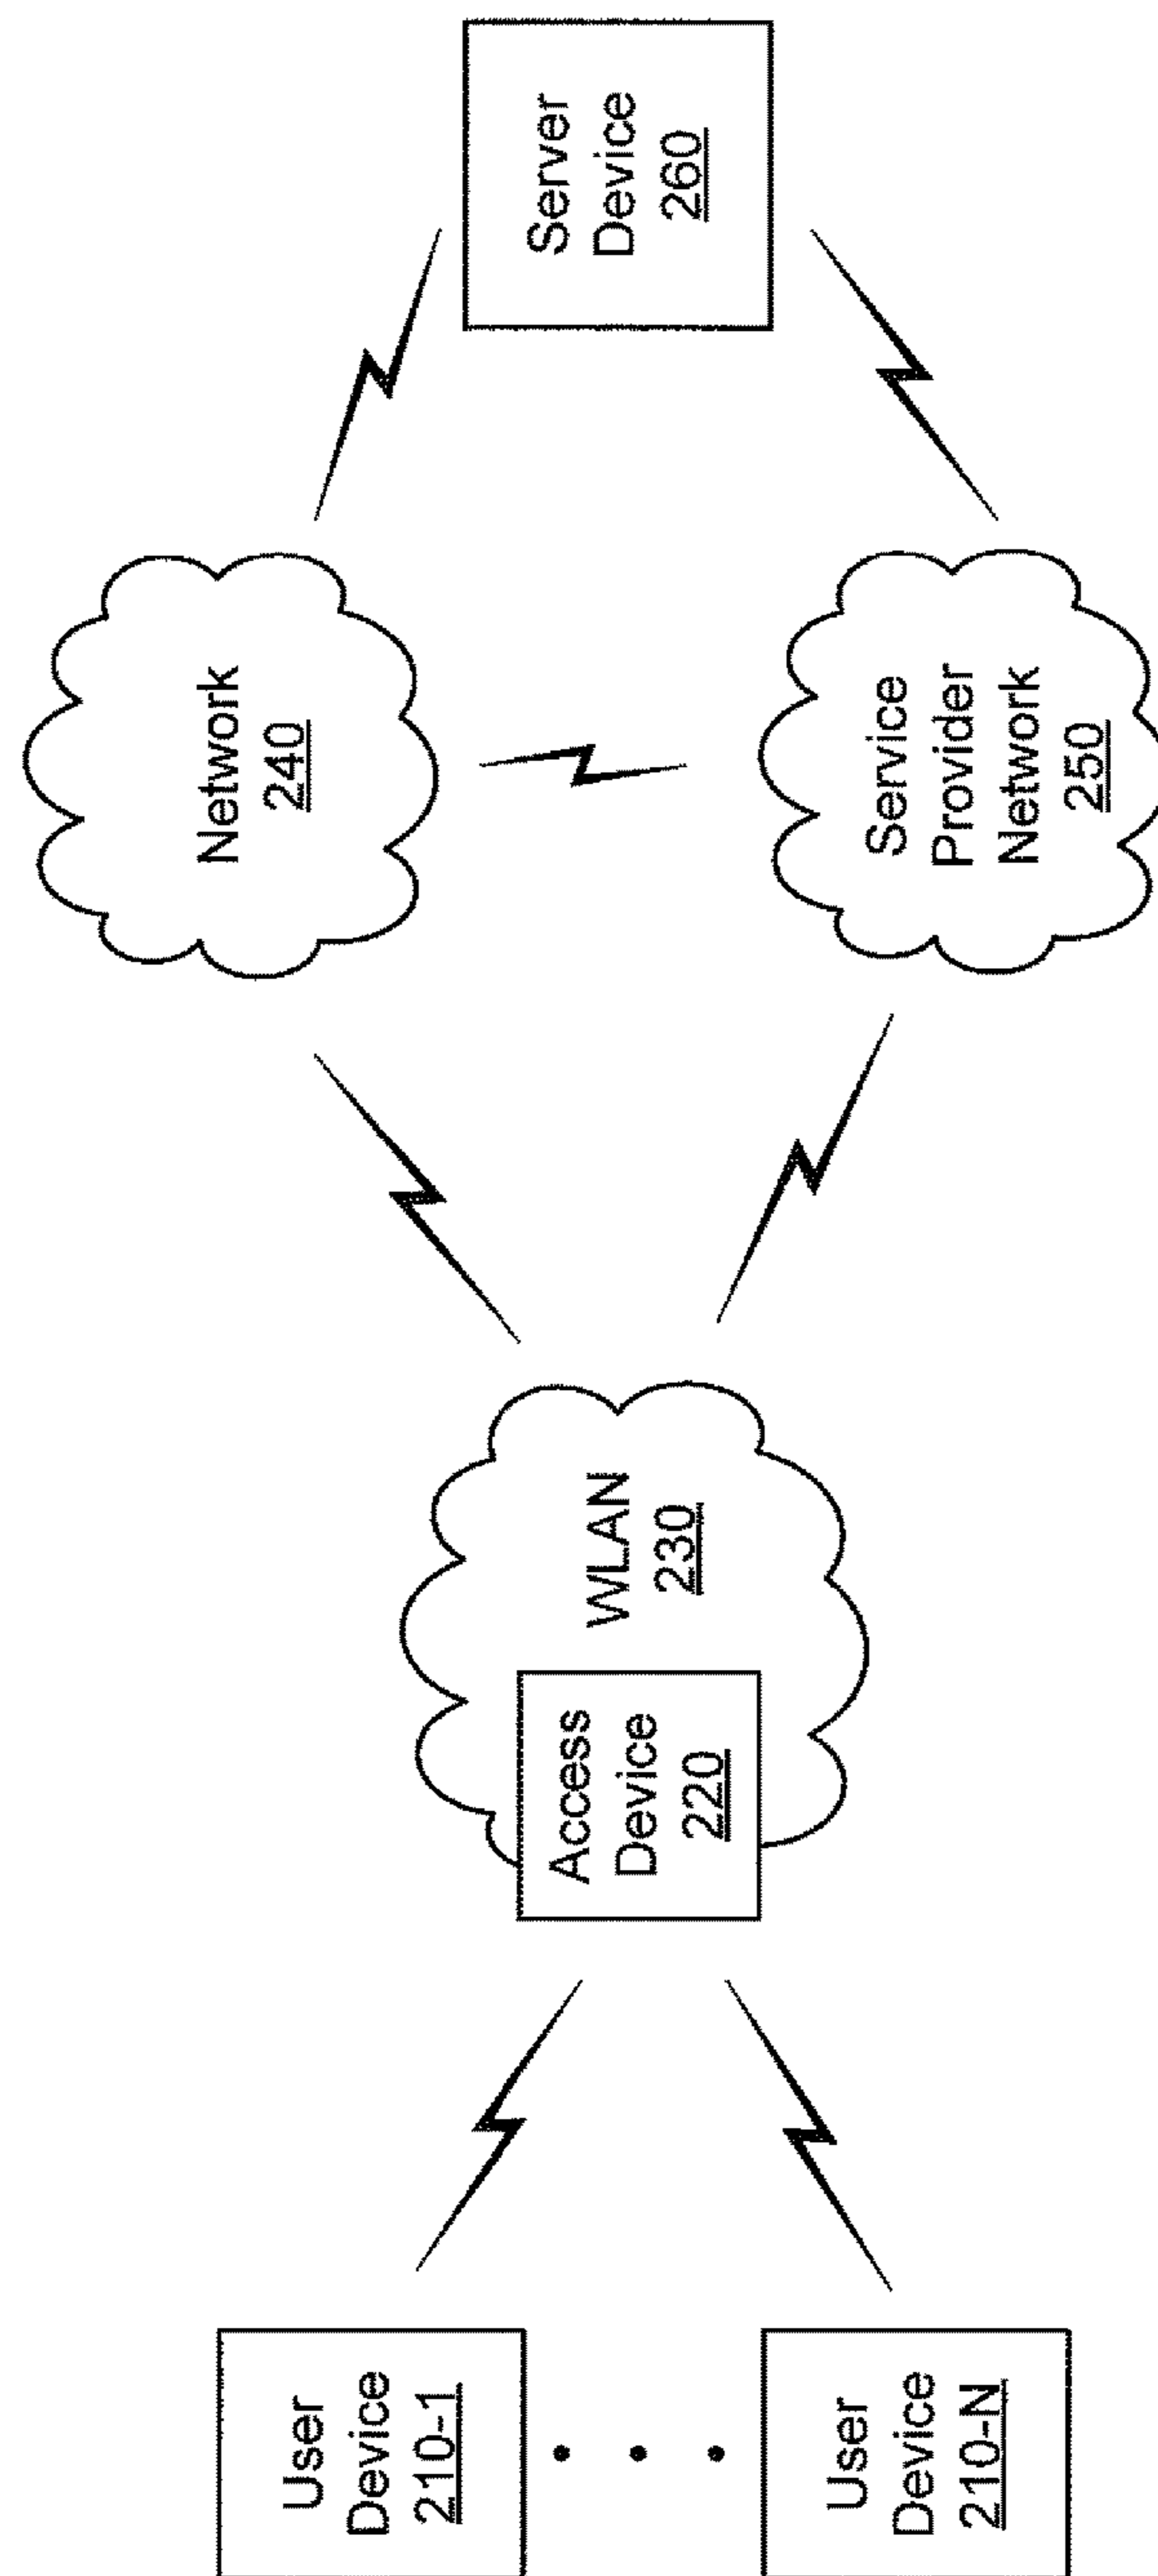 User
Device
210-1
User
Device
210-N
Access
Device
220
WLAN
230
Network
240
Service
Provider
Network
250
Server
Device
260